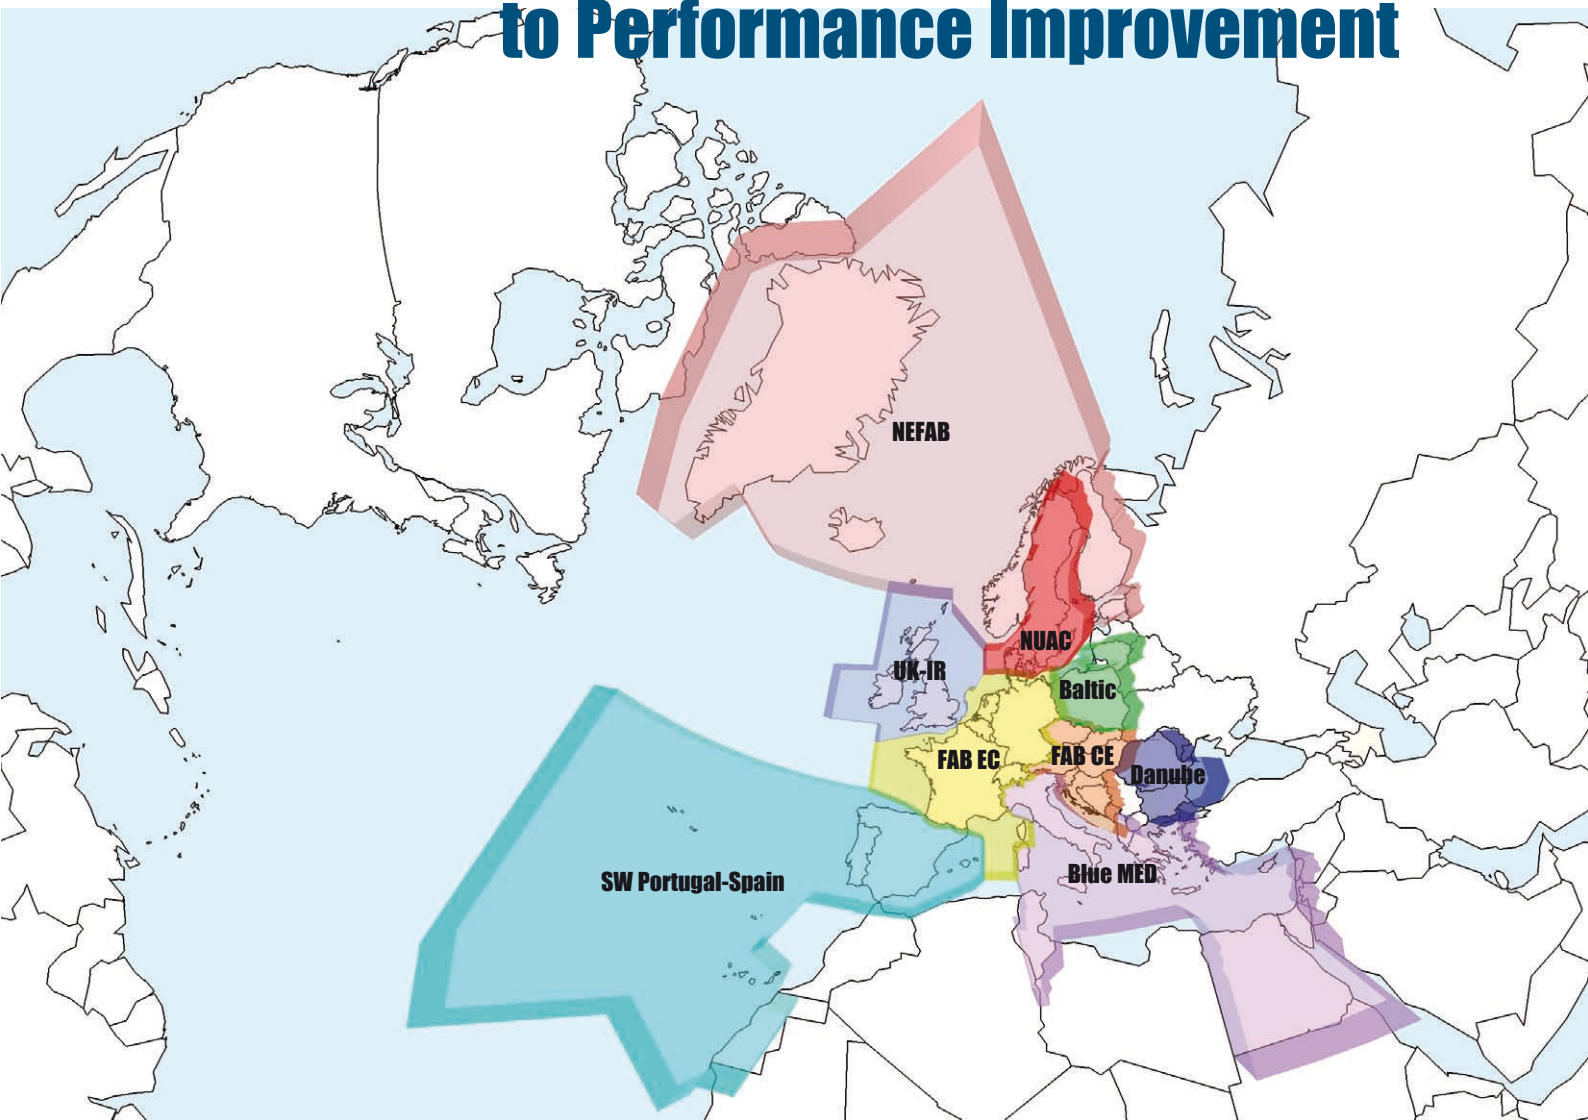 to Performance Improvement
NEFAB
NUAC
UK-IR
Baltic
FAB EC
FAB CE
Danube
Blue MED
SW Portugal-Spain